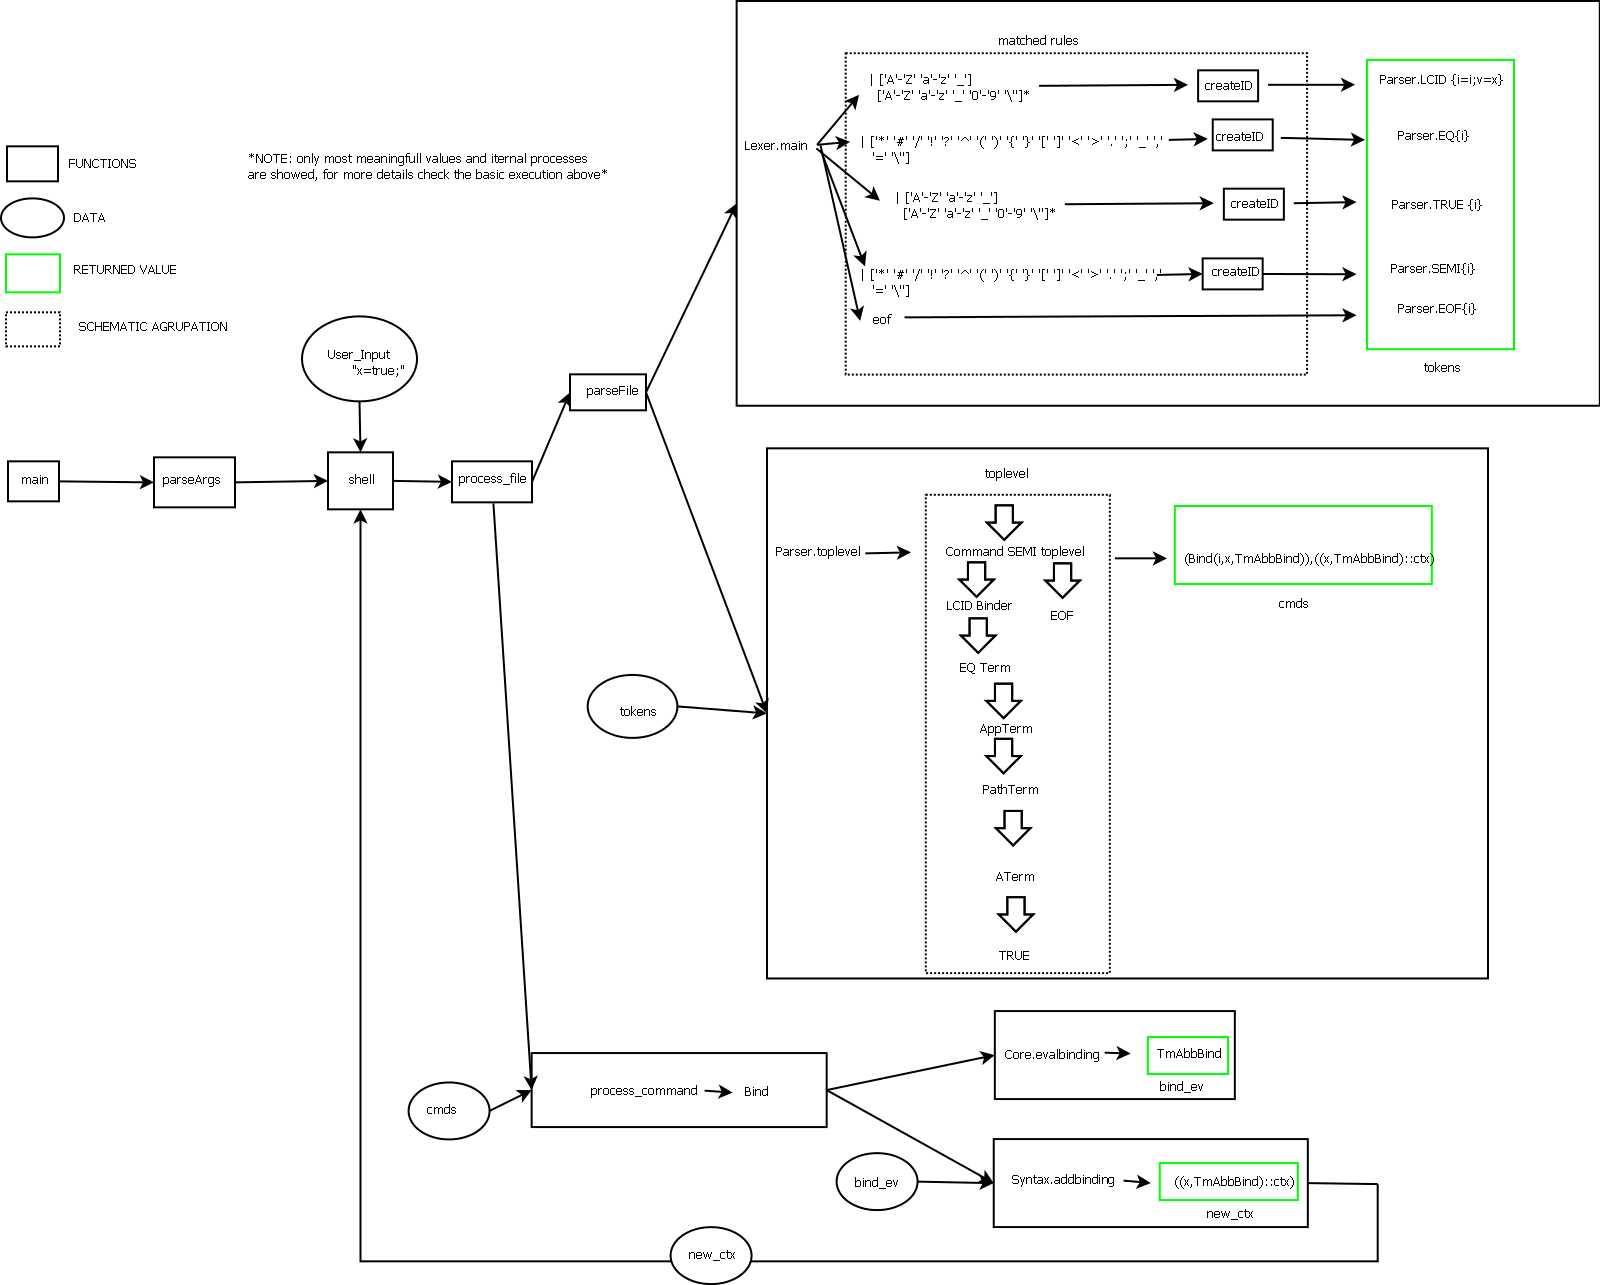 FUNCTIONS
DATA
RETURNED VALUE
SCHEMATIC AGRUPATION
*NOTE: only most meaningfull values and iternal processes
are showed, for more details check the basic execution above*
User_Input
"x=true;"
main
parseArgs
shell
process_file
parseFile
matched rules
Lexer.main
| ['A'-'Z' 'a'-'z' '_']
['A'-'Z' 'a'-'z' '_' '0'-'9' '\'']*
createID
Parser.LCID {i=i;v=x}
| ['*' '#' '/' '!' '?' '^' '(' ')' '{' '}' '[' ']' '<' '>' '.' ';' '_' ','
'=' '\'']
createID
Parser.EQ{i}
| ['A'-'Z' 'a'-'z' '_']
['A'-'Z' 'a'-'z' '_' '0'-'9' '\'']*
createID
Parser.TRUE {i}
| ['*' '#' '/' '!' '?' '^' '(' ')' '{' '}' '[' ']' '<' '>' '.' ';' '_' ','
'=' '\'']
createID
Parser.SEMI{i}
eof
Parser.EOF{i}
tokens
toplevel
Parser.toplevel
Command SEMI toplevel
LCID Binder
EOF
EQ Term
AppTerm
PathTerm
ATerm
TRUE
(Bind(i,x,TmAbbBind)),((x,TmAbbBind)::ctx)
cmds
tokens
cmds
process_command
Bind
Core.evalbinding
TmAbbBind
bind_ev
bind_ev
Syntax.addbinding
((x,TmAbbBind)::ctx)
new_ctx
new_ctx